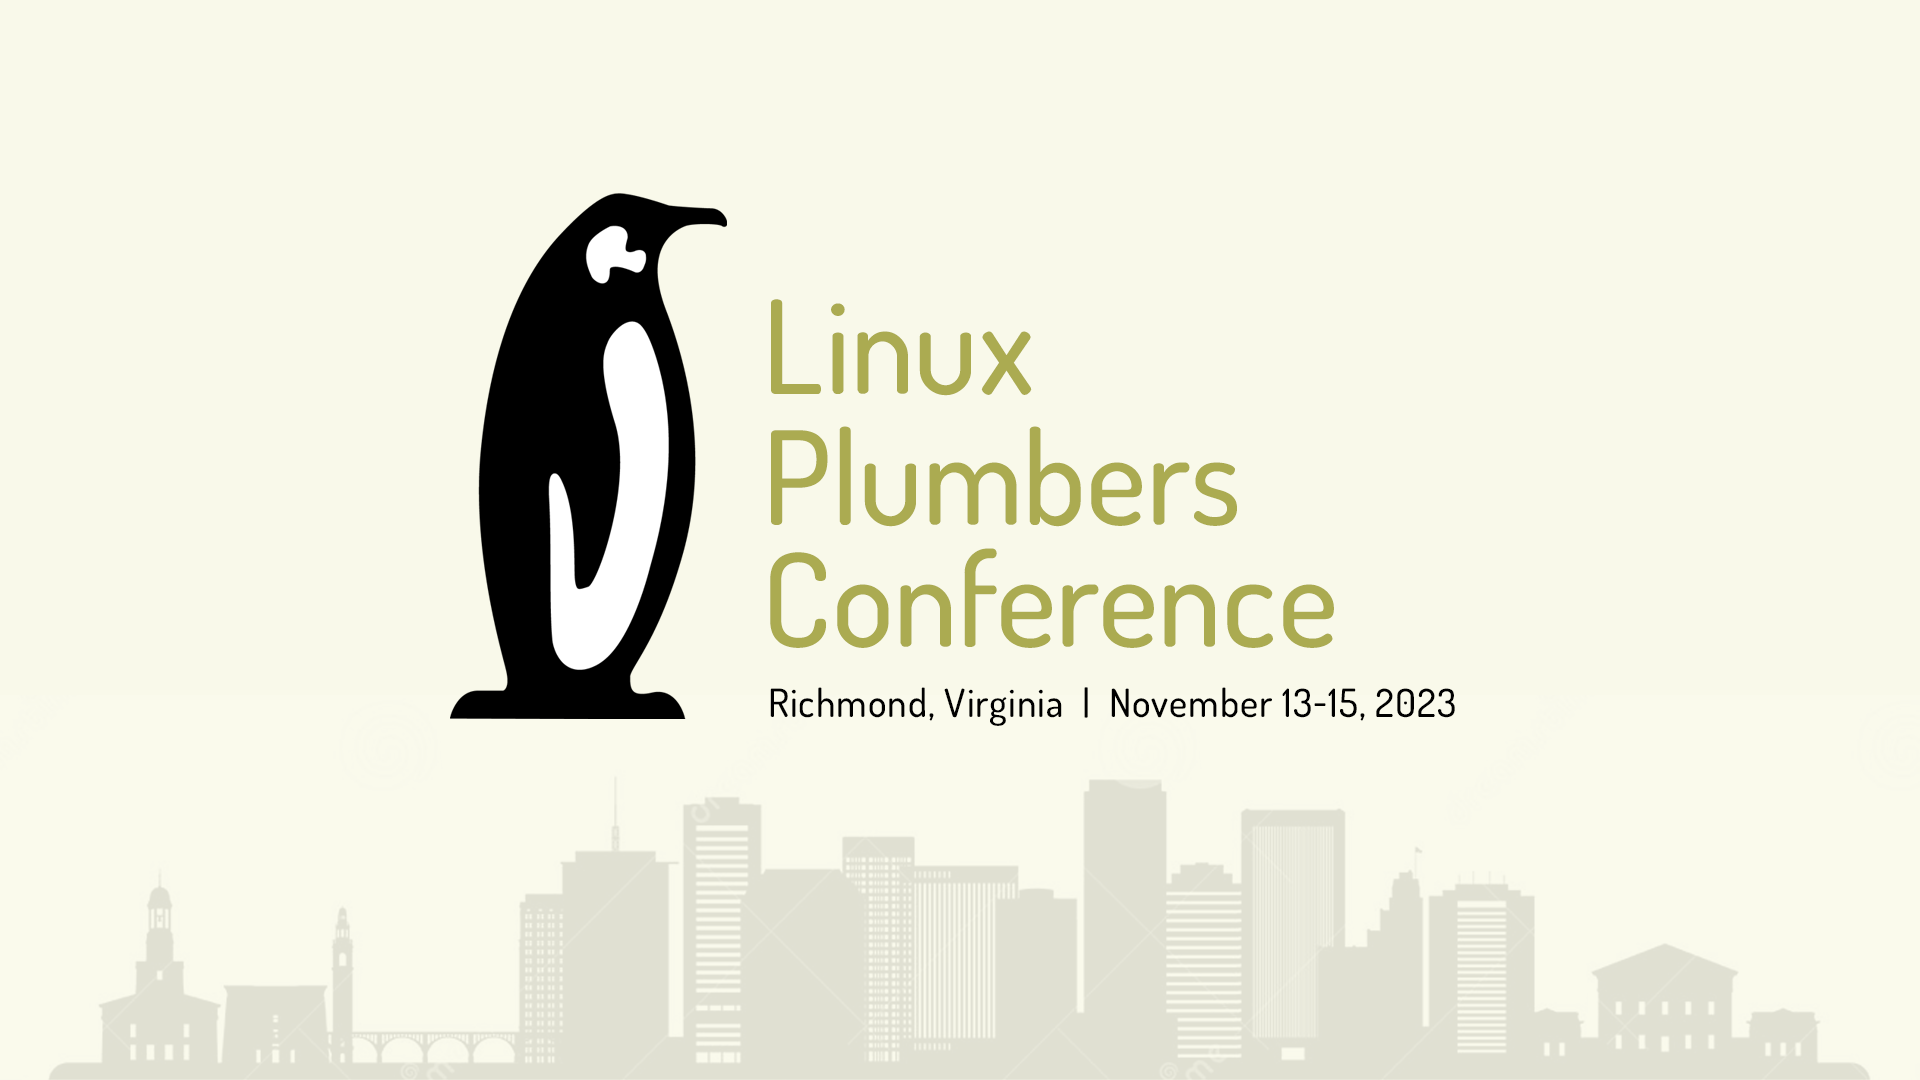 Linux
Plumbers
Conference
Richmond, Virginia | November 13-15, 2023